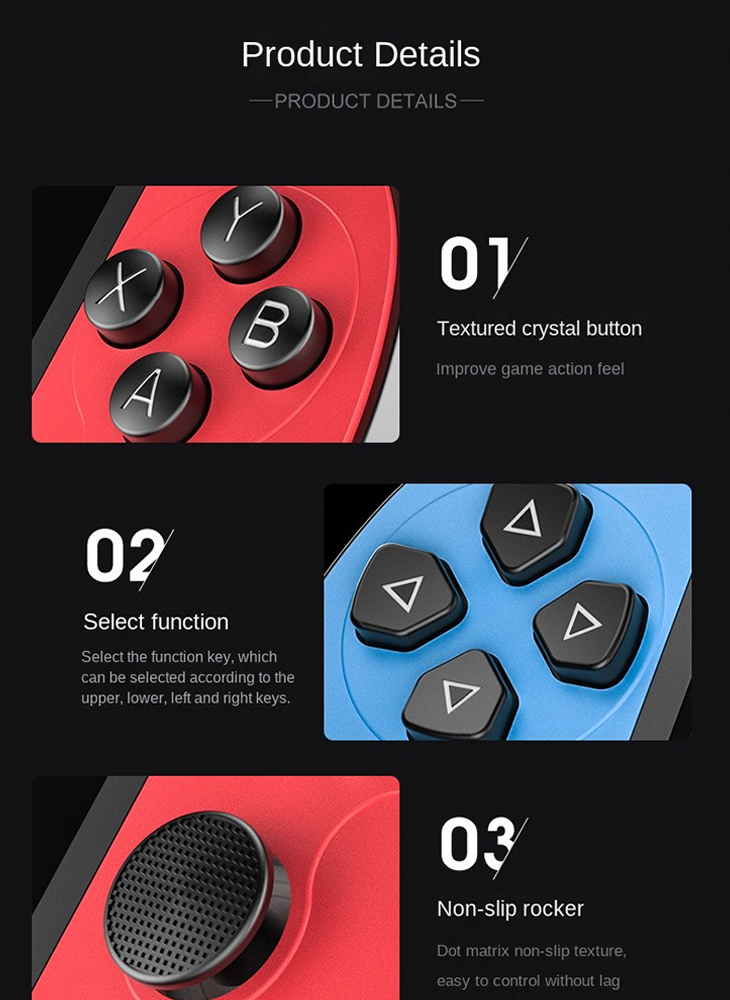 Product Details
PRODUCT DETAILS
Y
X
B
A
01
Textured crystal button
Improve game action feel
02
Select function
Select the function key, which
can be selected according to the
upper, lower, left and right keys.
03
Non-slip rocker
Dot matrix non-slip texture,
easy to control without lag